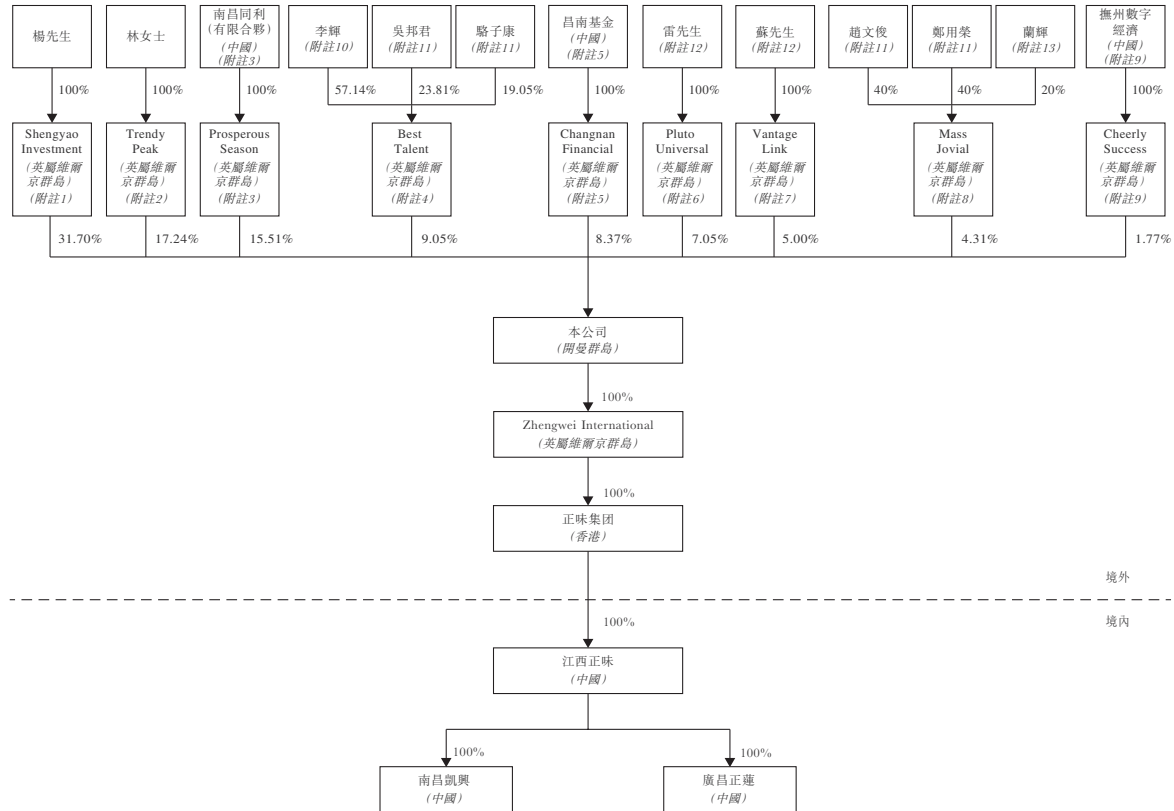 楊先生
林女士
南昌同利
(有限合夥)
(中國)
(附註3)
李輝
(附註10)
吳邦君
(附註11)
駱子康
(附註11)
昌南基金
(中國)
(附註5)
雷先生
(附註12)
蘇先生
(附註12)
趙文俊
(附註11)
鄭用榮
(附註11)
蘭輝
(附註13)
撫州數字
經濟
(中國)
(附註9)
100%
100%
100%
57.14%
23.81%
19.05%
100%
100%
100%
40%
40%
20%
100%
Shengyao
Investment
(英屬維爾
京群島)
(附註1)
Trendy
Peak
(英屬維爾
京群島)
(附註2)
Prosperous
Season
(英屬維爾
京群島)
(附註3)
Best
Talent
(英屬維爾
京群島)
(附註4)
Changnan
Financial
(英屬維爾
京群島)
(附註5)
Pluto
Universal
(英屬維爾
京群島)
(附註6)
Vantage
Link
(英屬維爾
京群島)
(附註7)
Mass
Jovial
(英屬維爾
京群島)
(附註8)
Cheerly
Success
(英屬維爾
京群島)
(附註9)
31.70%
17.24%
15.51%
9.05%
8.37%
7.05%
5.00%
4.31%
1.77%
本公司
(開曼群島)
100%
Zhengwei International
(英屬維爾京群島)
100%
正味集团
(香港)
境外
100%
境內
江西正味
(中國)
100%
100%
南昌凱興
(中國)
廣昌正蓮
(中國)